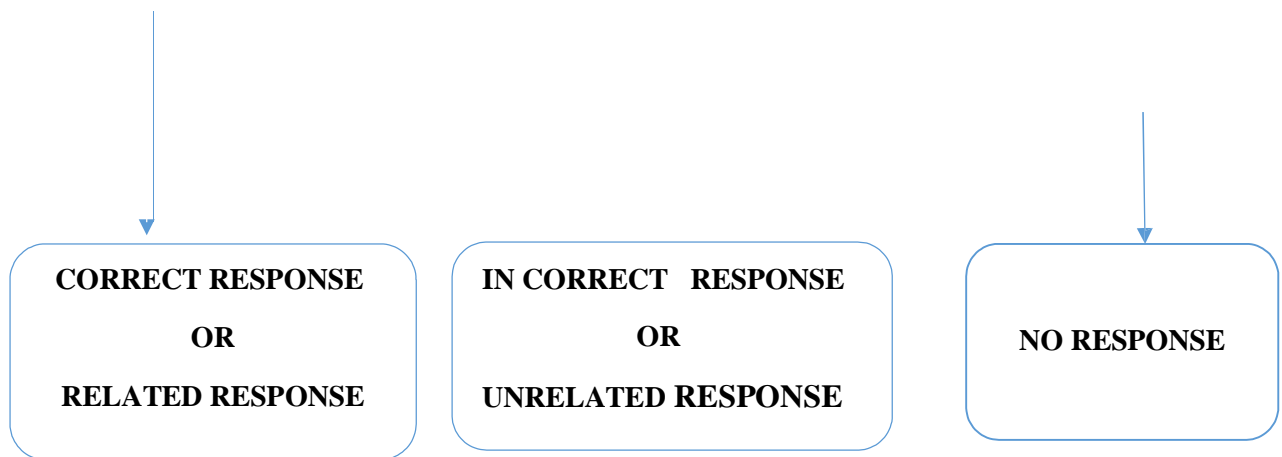 CORRECT RESPONSE
OR
RELATED RESPONSE
IN CORRECT RESPONSE
OR
UNRELATED RESPONSE
NO RESPONSE